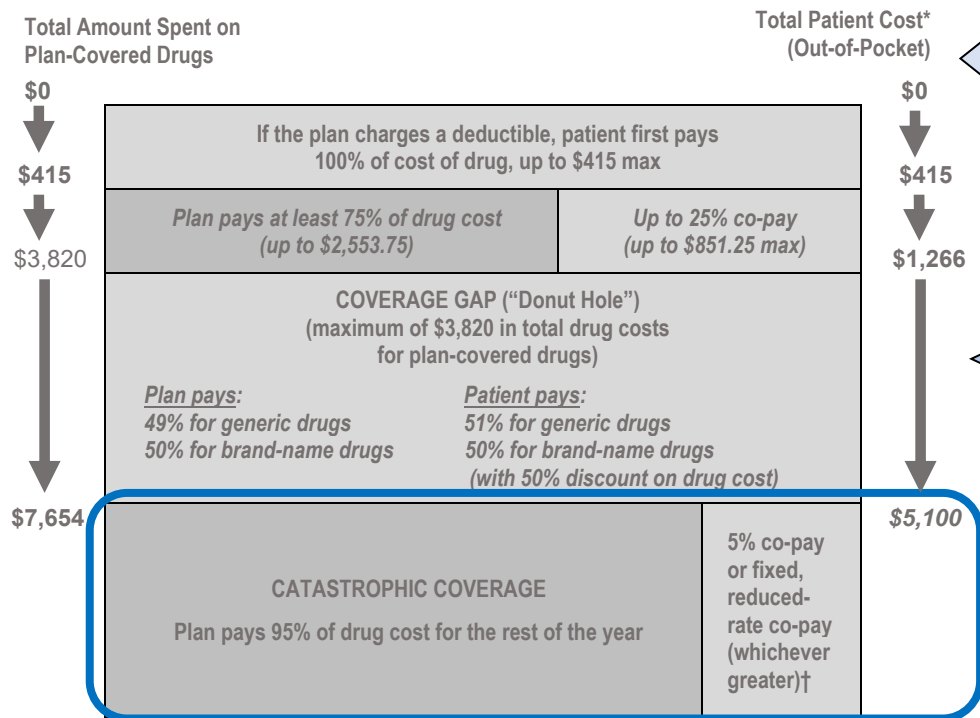 Total Amount Spent on
Plan-Covered Drugs
Total Patient Cost*
(Out-of-Pocket)
$0
$0
If the plan charges a deductible, patient first pays
100% of cost of drug, up to $415 max
$415
$415
Plan pays at least 75% of drug cost
(up to $2,553.75)
Up to 25% co-pay
(up to $851.25 max)
$3,820
$1,266
COVERAGE GAP (“Donut Hole”)
(maximum of $3,820 in total drug costs
for plan-covered drugs)
Plan pays:
49% for generic drugs
50% for brand-name drugs
Patient pays:
51% for generic drugs
50% for brand-name drugs
(with 50% discount on drug cost)
$7,654
$5,100
CATASTROPHIC COVERAGE
Plan pays 95% of drug cost for the rest of the year
5% co-pay
or fixed,
reduced-
rate co-pay
(whichever
greater)†